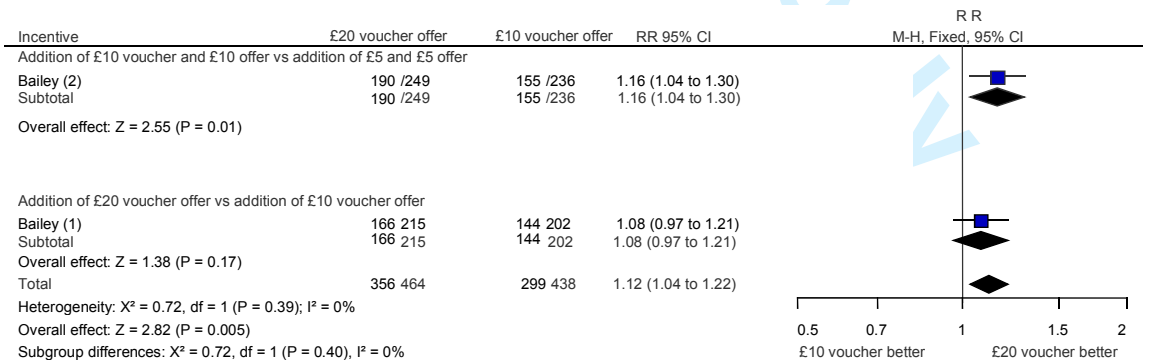 R R
Incentive £20 voucher offer £10 voucher offer RR 95% CI M-H, Fixed, 95% CI
Addition of £10 voucher and £10 offer vs addition of £5 and £5 offer
Bailey (2) 190 /249 155 /236 1.16 (1.04 to 1.30)
Subtotal 190 /249 155 /236 1.16 (1.04 to 1.30)
Overall effect: Z = 2.55 (P = 0.01)
Addition of £20 voucher offer vs addition of £10 voucher offer
Bailey (1) 166 215 144 202 1.08 (0.97 to 1.21)
Subtotal 166 215 144 202 1.08 (0.97 to 1.21)
Overall effect: Z = 1.38 (P = 0.17)
Total 356 464 299 438 1.12 (1.04 to 1.22)
Heterogeneity: X² = 0.72, df = 1 (P = 0.39); I² = 0%
Overall effect: Z = 2.82 (P = 0.005)
0.5 0.7 1 1.5 2
Subgroup differences: X² = 0.72, df = 1 (P = 0.40), I² = 0%
£10 voucher better £20 voucher better